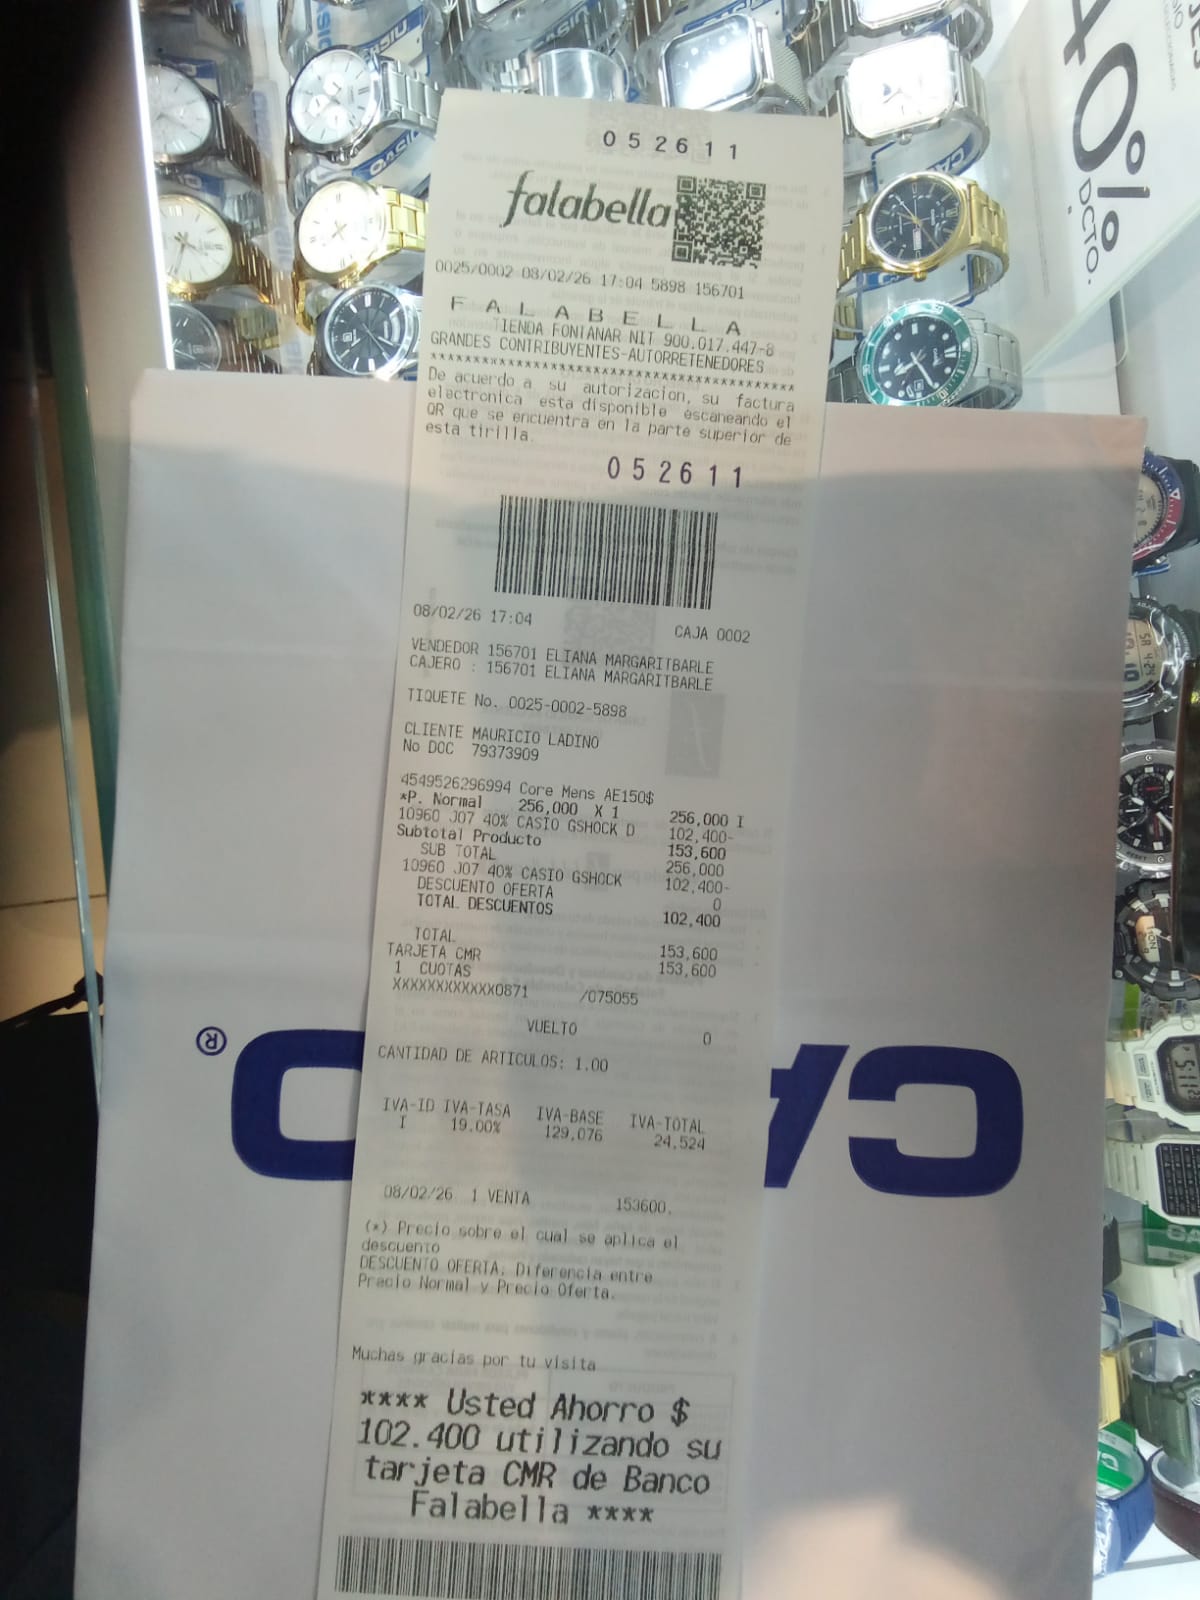 052611
falabella
0025/0002 08/02/26 17:04 5898 156701
FALABELLA
TIENDA FONTANAR NIT 900.017.447-8
GRANDES CONTRIBUYENTES-AUTORRETENEDORES
De acuerdo a su autorizacion, su factura
electronica esta disponible escaneando el
QR que se encuentra en la parte superior de
esta tirilla.
052611
08/02/26 17:04 CAJA 0002
VENDEDOR 156701 ELIANA MARGARITBARLE
CAJERO : 156701 ELIANA MARGARITBARLE
TIQUETE No. 0025-0002-5898
CLIENTE MAURICIO LADINO
No DOC 79373909
4549526296994 Core Mens AE150$
*P. Normal 256,000 X 1 256,000 I
10960 J07 40% CASIO GSHOCK D 102,400-
Subtotal Producto 153,600
SUB TOTAL 256,000
10960 J07 40% CASIO GSHOCK 102,400-
DESCUENTO OFERTA 0
TOTAL DESCUENTOS 102,400
TOTAL 153,600
TARJETA CMR 153,600
1 CUOTAS
XXXXXXXXXXXX0871 /075055
VUELTO 0
CANTIDAD DE ARTICULOS: 1.00
IVA-ID IVA-TASA IVA-BASE IVA-TOTAL
I 19.00% 129,076 24,524
08/02/26 1 VENTA 153600.
(*) Precio sobre el cual se aplica el
descuento
DESCUENTO OFERTA. Diferencia entre
Precio Normal y Precio Oferta.
Muchas gracias por tu visita
**** Usted Ahorro $
102.400 utilizando su
tarjeta CMR de Banco
Falabella ****
40%
DCTO.
CASIO
CASIO
CASIO